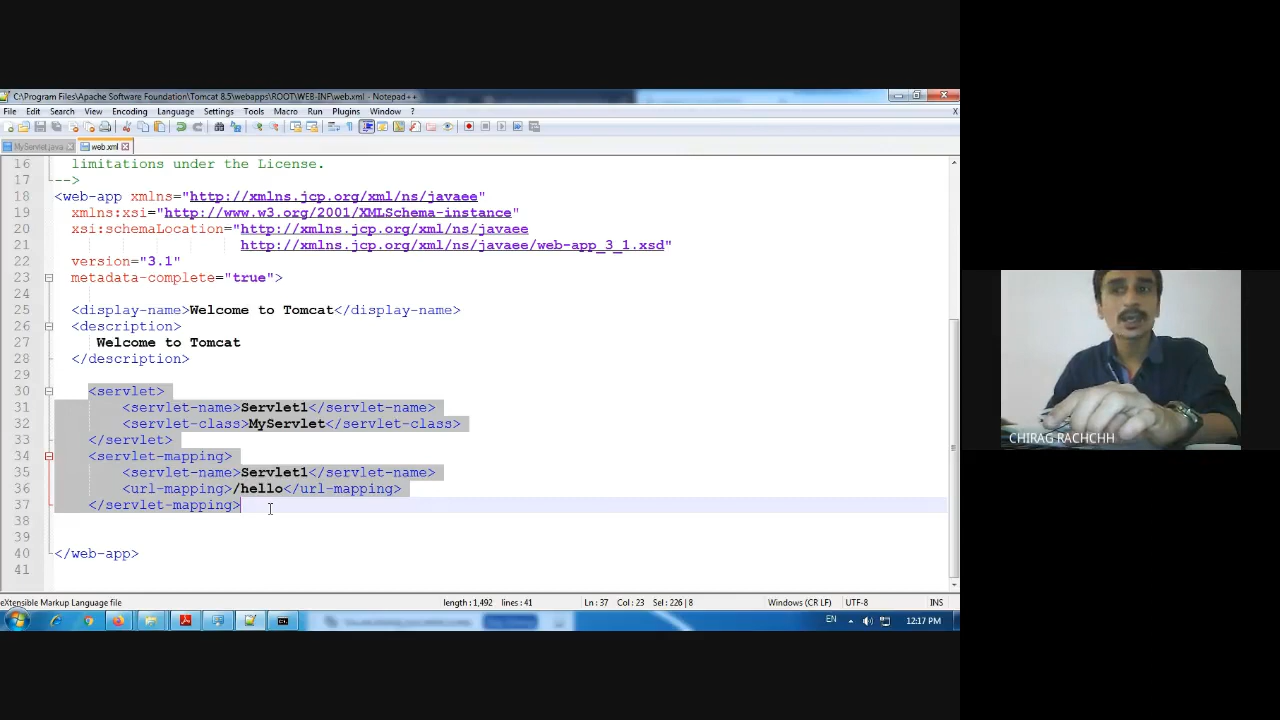 C:\Program Files\Apache Software Foundation\Tomcat 8.5\webapps\ROOT\WEB-INF\web.xml - Notepad++
File Edit Search View Encoding Language Settings Tools Macro Run Plugins Window ? X
MyServlet.java web.xml
16 limitations under the License.
17 -->
18 <web-app xmlns="http://xmlns.jcp.org/xml/ns/javaee"
19 xmlns:xsi="http://www.w3.org/2001/XMLSchema-instance"
20 xsi:schemaLocation="http://xmlns.jcp.org/xml/ns/javaee
21 http://xmlns.jcp.org/xml/ns/javaee/web-app_3_1.xsd"
22 version="3.1"
23 metadata-complete="true">
24
25 <display-name>Welcome to Tomcat</display-name>
26 <description>
27 Welcome to Tomcat
28 </description>
29
30 <servlet>
31 <servlet-name>Servlet1</servlet-name>
32 <servlet-class>MyServlet</servlet-class>
33 </servlet>
34 <servlet-mapping>
35 <servlet-name>Servlet1</servlet-name>
36 <url-mapping>/hello</url-mapping>
37 </servlet-mapping>
38
39
40 </web-app>
41
eXtensible Markup Language file length : 1,492 lines : 41 Ln : 37 Col : 23 Sel : 226 | 8 Windows (CR LF) UTF-8 INS
EN 12:17 PM
CHIRAG RACHCHH